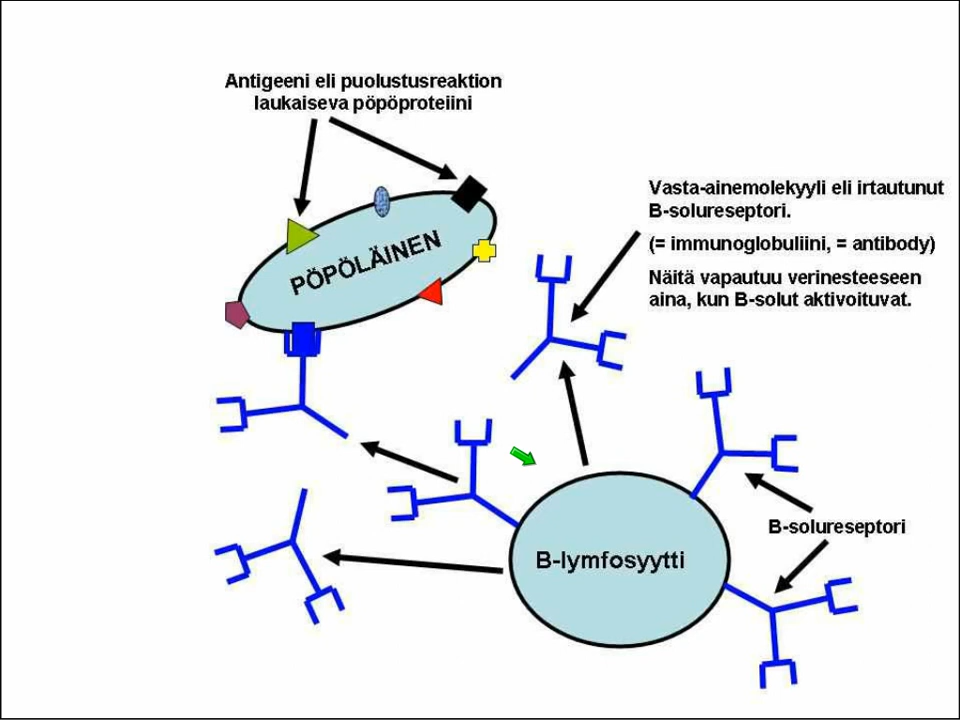 Antigeeni eli puolustusreaktion
laukaiseva pöpöproteiini
Vasta-ainemolekyyli eli irtautunut
B-solureseptori.
(= immunoglobuliini, = antibody)
Näitä vapautuu verinesteeseen
aina, kun B-solut aktivoituvat.
PÖPÖLÄINEN
B-solureseptori
B-lymfosyytti